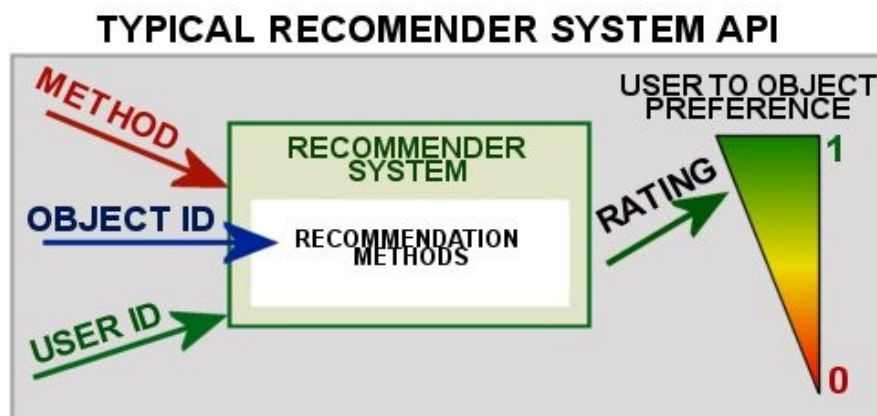 TYPICAL RECOMENDER SYSTEM API
METHOD
OBJECT ID
USER ID
RECOMMENDER
SYSTEM
RECOMMENDATION
METHODS
RATING
USER TO OBJECT
PREFERENCE
1
0